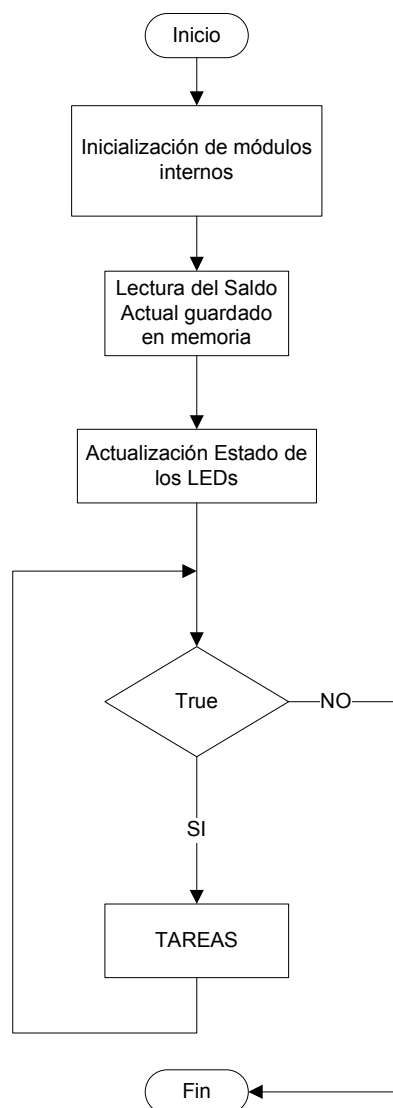 Inicio
Inicialización de módulos
internos
Lectura del Saldo
Actual guardado
en memoria
Actualización Estado de
los LEDs
True
NO
SI
TAREAS
Fin